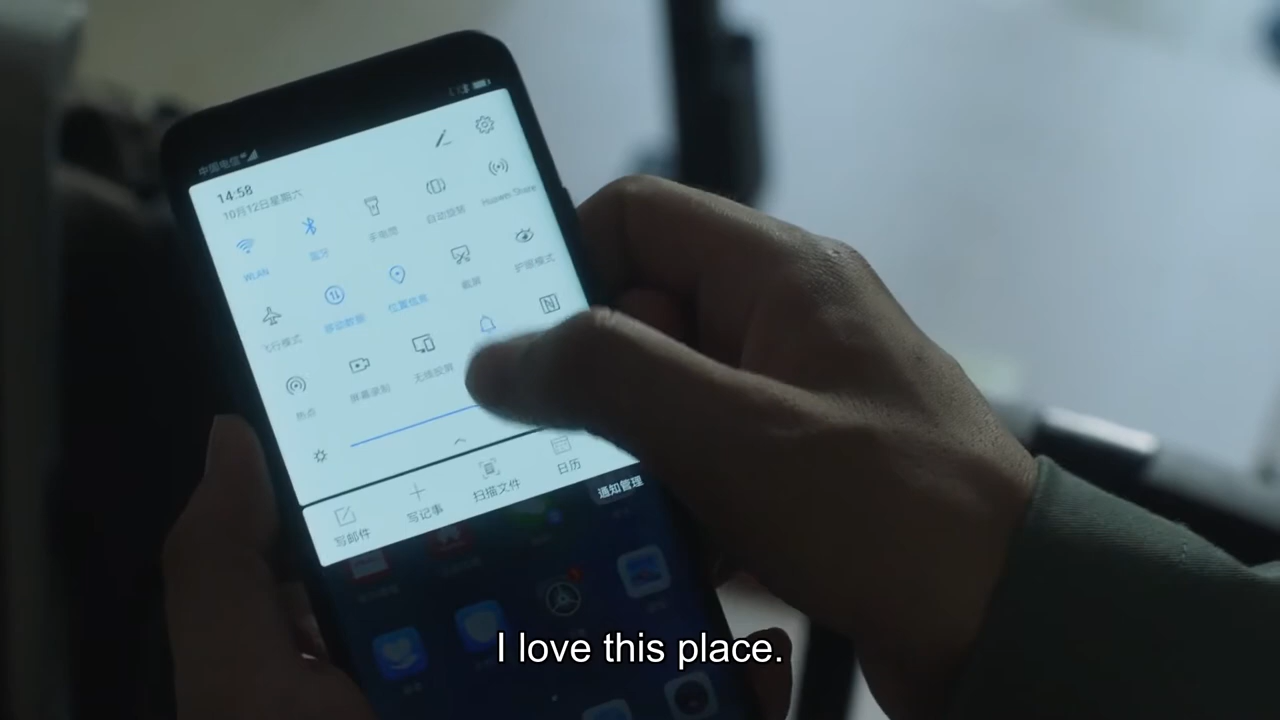 中国电信
14:58
10月12日星期六
WLAN
蓝牙
手电筒
自动旋转
Huawei Share
飞行模式
移动数据
位置信息
截屏
护眼模式
热点
屏幕录制
无线投屏
写邮件
写记事
扫描文件
日历
通知管理
I love this place.